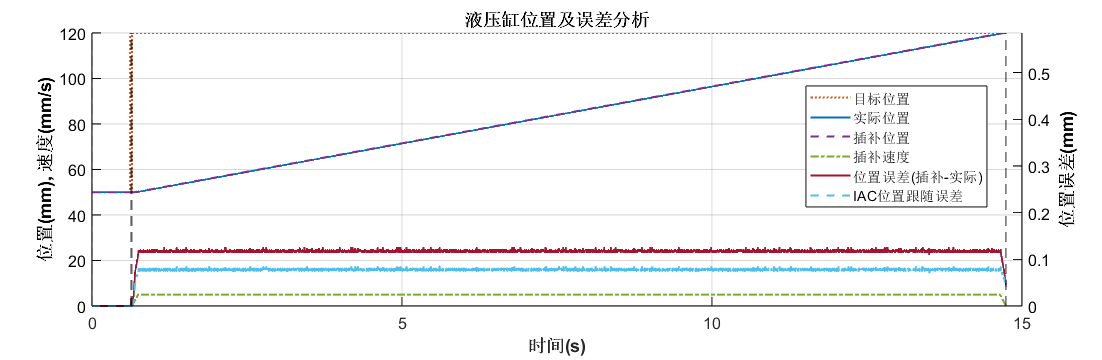 液压缸位置及误差分析
120
100
80
60
40
20
0
位置(mm), 速度(mm/s)
0.5
0.4
0.3
0.2
0.1
0
位置误差(mm)
目标位置
实际位置
插补位置
插补速度
位置误差(插补-实际)
IAC位置跟随误差
0 5 10 15
时间(s)